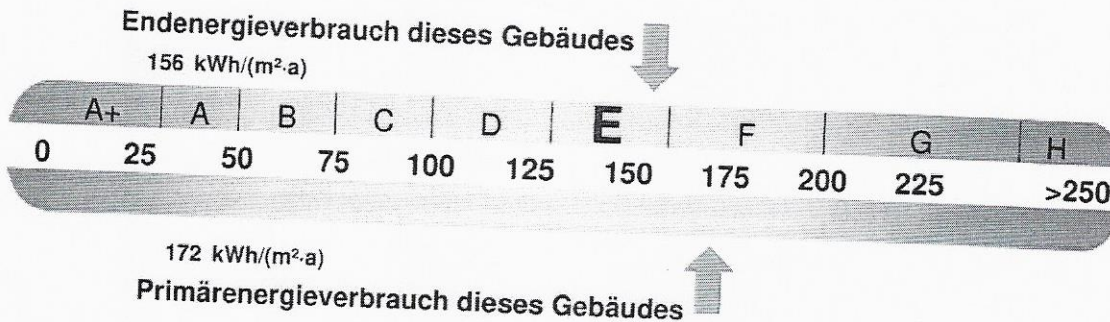 Endenergieverbrauch dieses Gebäudes
156 kWh/(m²·a)
A+ A B C D E F G H
0 25 50 75 100 125 150 175 200 225 >250
172 kWh/(m²·a)
Primärenergieverbrauch dieses Gebäudes